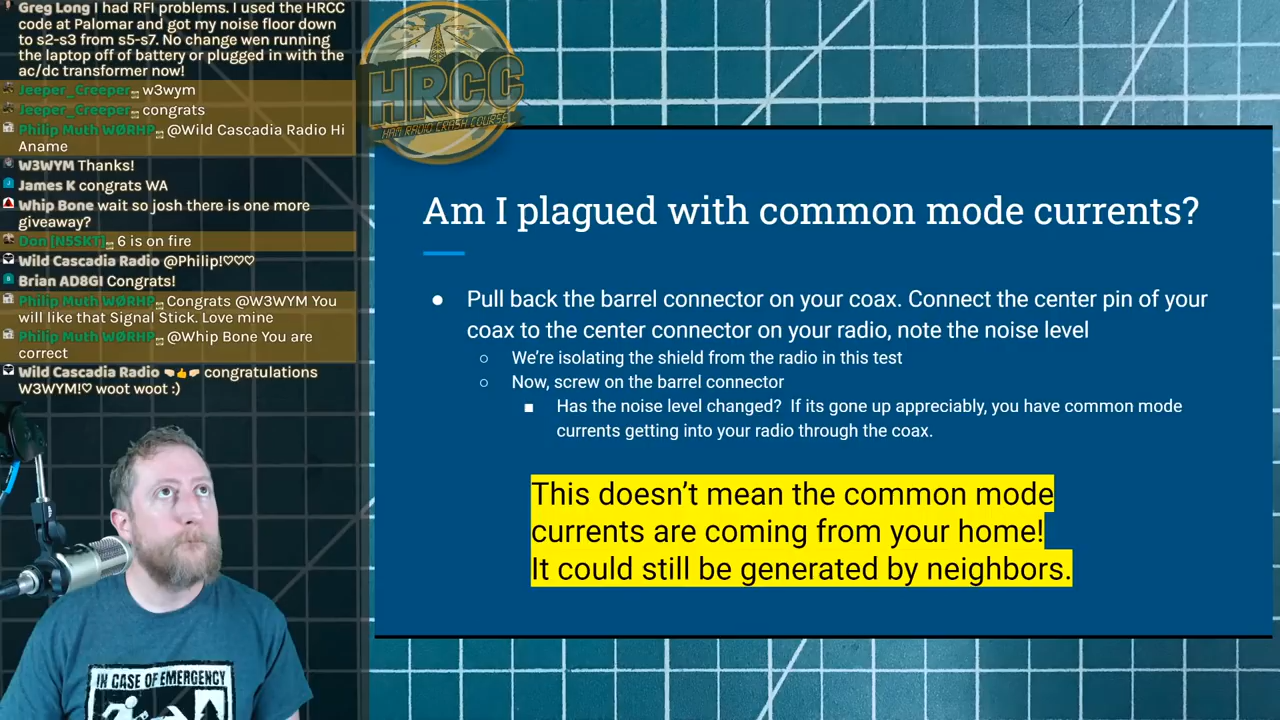 Greg Long I had RFI problems. I used the HRCC
code at Palomar and got my noise floor down
to s2-s3 from s5-s7. No change wen running
the laptop off of battery or plugged in with the
ac/dc transformer now!
Jeeper_Creeper w3wym
Jeeper_Creeper congrats
Philip Muth WØRHP @Wild Cascadia Radio Hi
Aname
W3WYM Thanks!
James K congrats WA
Whip Bone wait so josh there is one more
giveaway?
Don [N5SKT] 6 is on fire
Wild Cascadia Radio @Philip!♡♡♡
Brian AD8GI Congrats!
Philip Muth WØRHP Congrats @W3WYM You
will like that Signal Stick. Love mine
Philip Muth WØRHP @Whip Bone You are
correct
Wild Cascadia Radio 🤜👍🤛 congratulations
W3WYM!♡ woot woot :)
HRCC
HAM RADIO CRASH COURSE
Am I plagued with common mode currents?
● Pull back the barrel connector on your coax. Connect the center pin of your
coax to the center connector on your radio, note the noise level
○ We're isolating the shield from the radio in this test
○ Now, screw on the barrel connector
■ Has the noise level changed? If its gone up appreciably, you have common mode
currents getting into your radio through the coax.
This doesn't mean the common mode
currents are coming from your home!
It could still be generated by neighbors.
IN CASE OF EMERGENCY